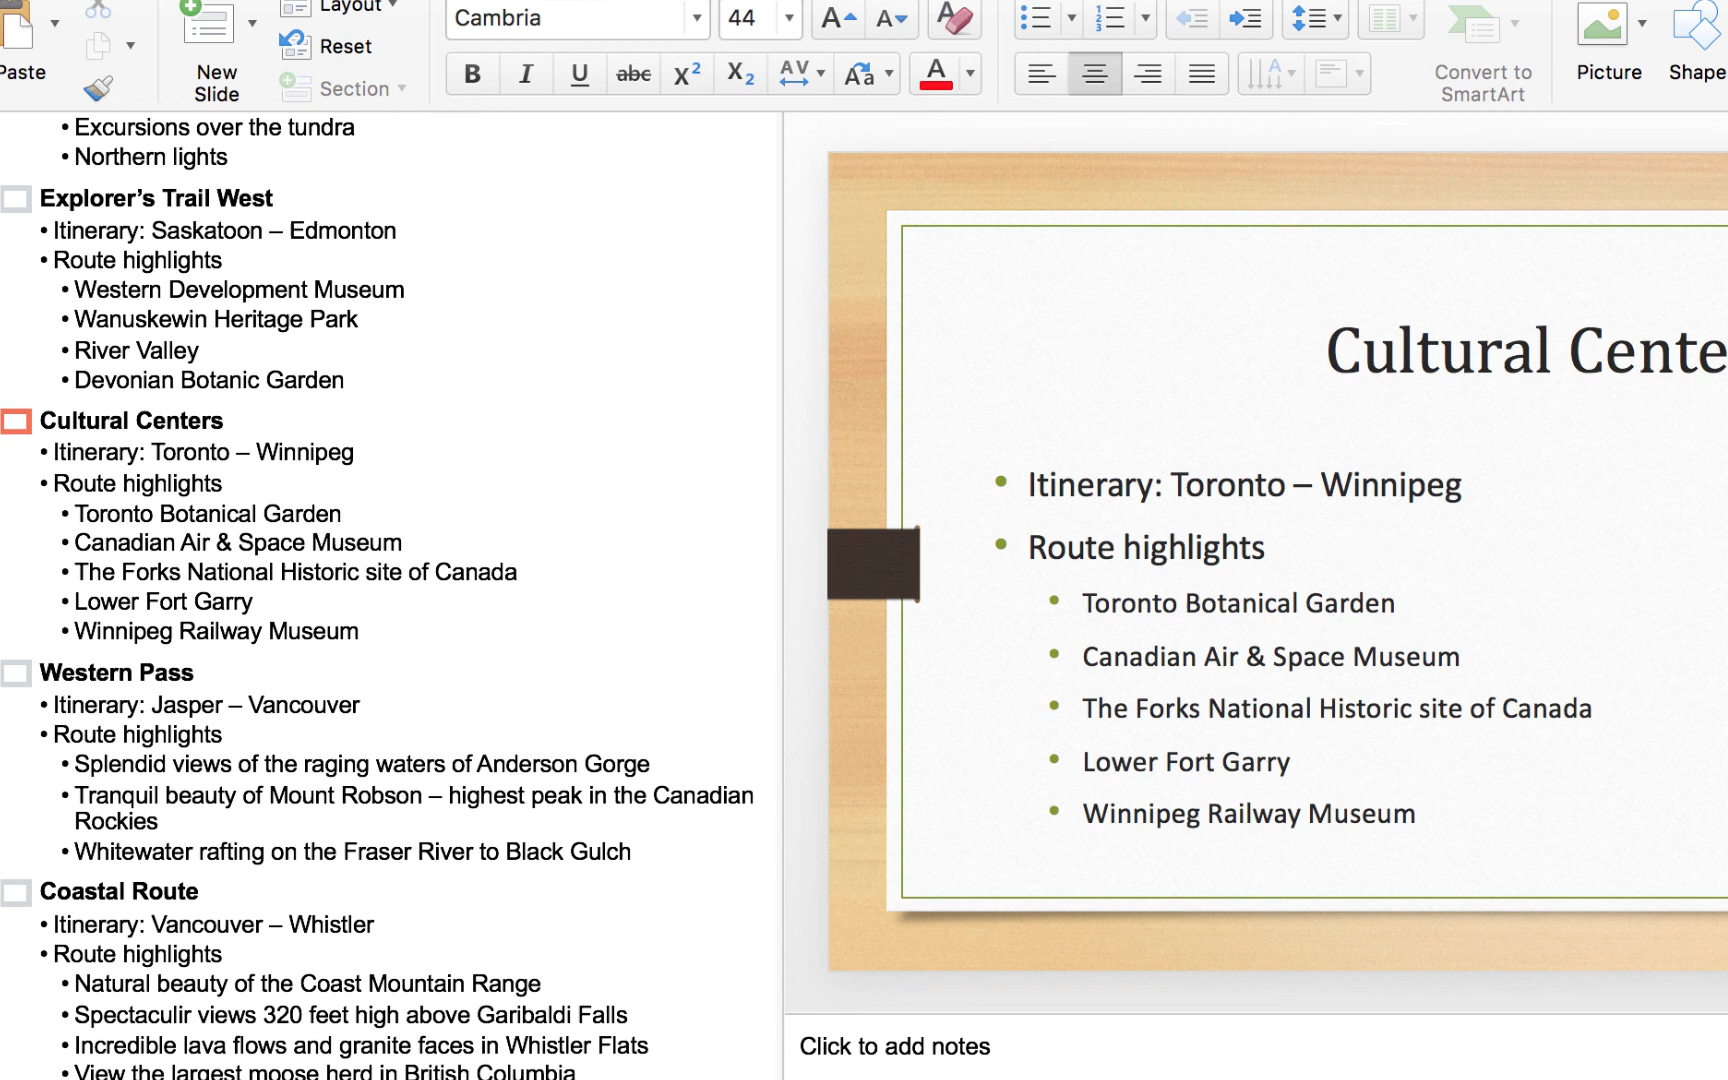 Layout
Cambria
44
A A A
Reset
Paste
New
Slide
Section
B I U abc X2 X2 AV Aa A
A
Convert to
SmartArt
Picture
Shape
• Excursions over the tundra
• Northern lights
Explorer’s Trail West
• Itinerary: Saskatoon – Edmonton
• Route highlights
• Western Development Museum
• Wanuskewin Heritage Park
• River Valley
• Devonian Botanic Garden
Cultural Centers
• Itinerary: Toronto – Winnipeg
• Route highlights
• Toronto Botanical Garden
• Canadian Air & Space Museum
• The Forks National Historic site of Canada
• Lower Fort Garry
• Winnipeg Railway Museum
Western Pass
• Itinerary: Jasper – Vancouver
• Route highlights
• Splendid views of the raging waters of Anderson Gorge
• Tranquil beauty of Mount Robson – highest peak in the Canadian
Rockies
• Whitewater rafting on the Fraser River to Black Gulch
Coastal Route
• Itinerary: Vancouver – Whistler
• Route highlights
• Natural beauty of the Coast Mountain Range
• Spectaculir views 320 feet high above Garibaldi Falls
• Incredible lava flows and granite faces in Whistler Flats
• View the largest moose herd in British Columbia
Cultural Cente
• Itinerary: Toronto – Winnipeg
• Route highlights
• Toronto Botanical Garden
• Canadian Air & Space Museum
• The Forks National Historic site of Canada
• Lower Fort Garry
• Winnipeg Railway Museum
Click to add notes